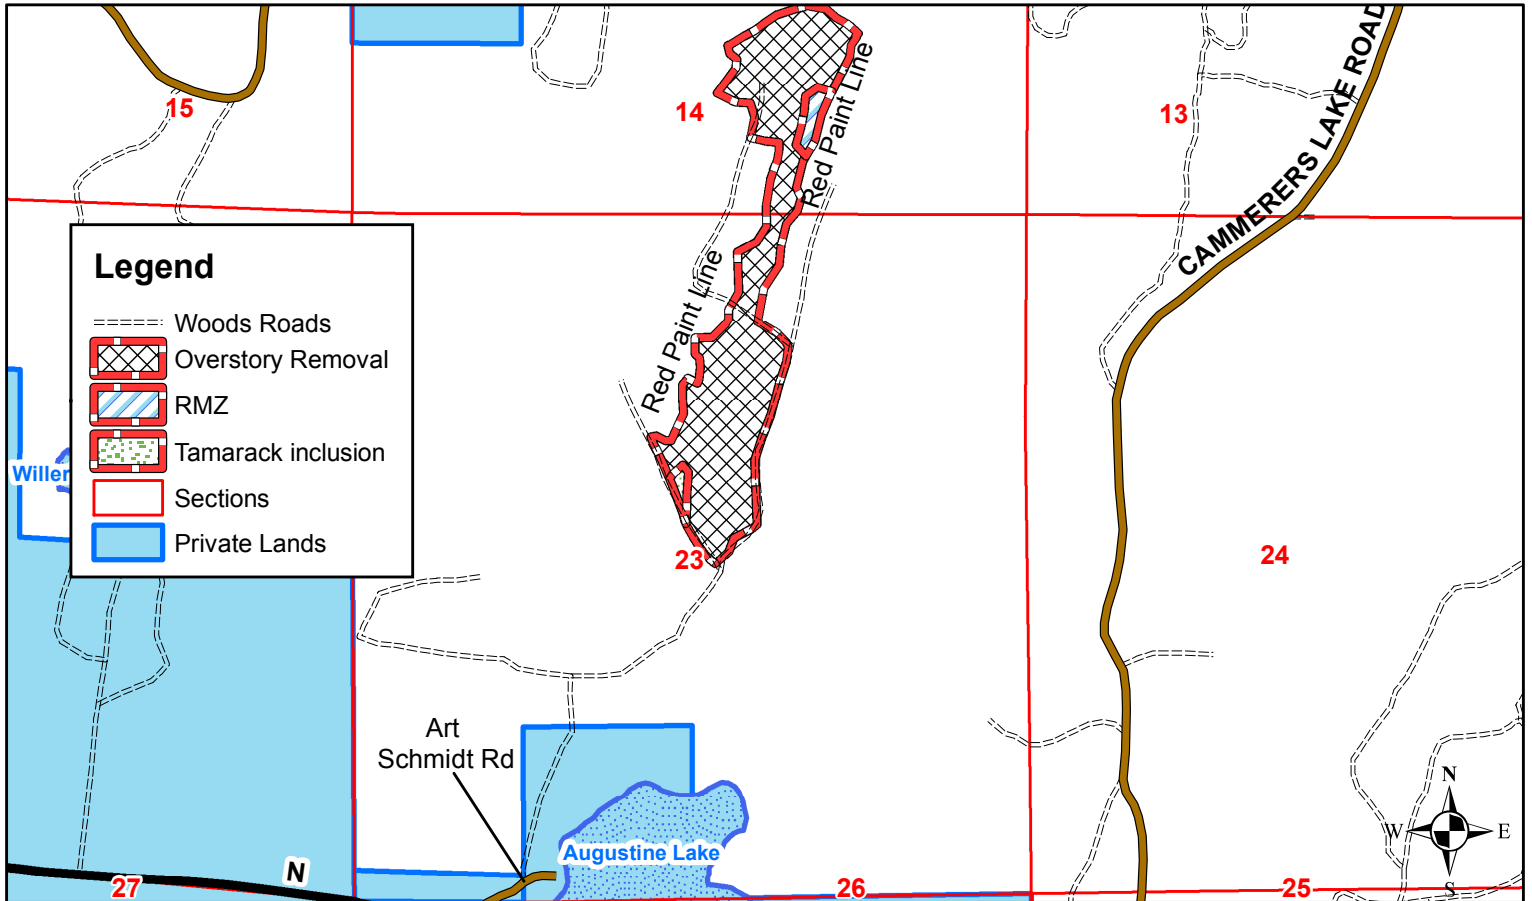 15
14
13
Red Paint Line
CAMMERERS LAKE ROAD
Legend
Woods Roads
Overstory Removal
RMZ
Tamarack inclusion
Sections
Private Lands
Red Paint Line
Willer
23
24
Art
Schmidt Rd
Augustine Lake
N
W
E
S
N
27
26
25